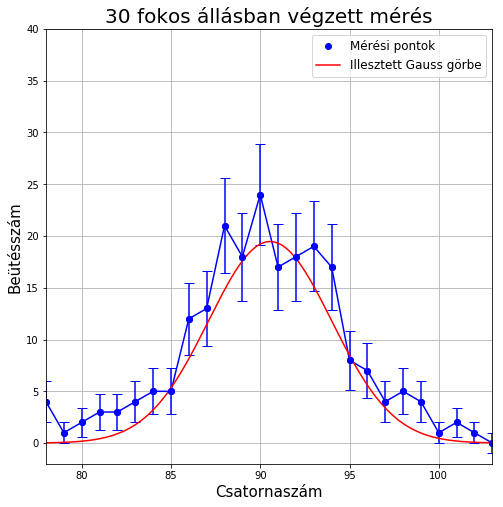 30 fokos állásban végzett mérés
Mérési pontok
Illesztett Gauss görbe
40
35
30
25
20
15
10
5
0
Beütésszám
80 85 90 95 100
Csatornaszám